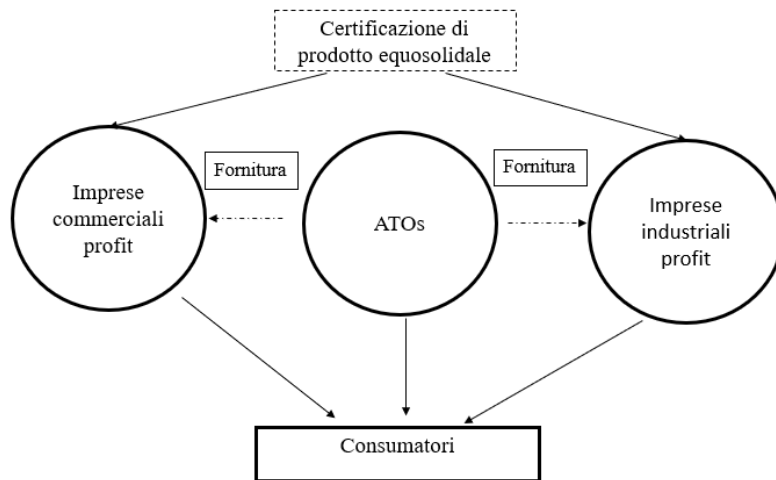 Certificazione di
prodotto equosolidale
Fornitura
Fornitura
Imprese
commerciali
profit
ATOs
Imprese
industriali
profit
Consumatori